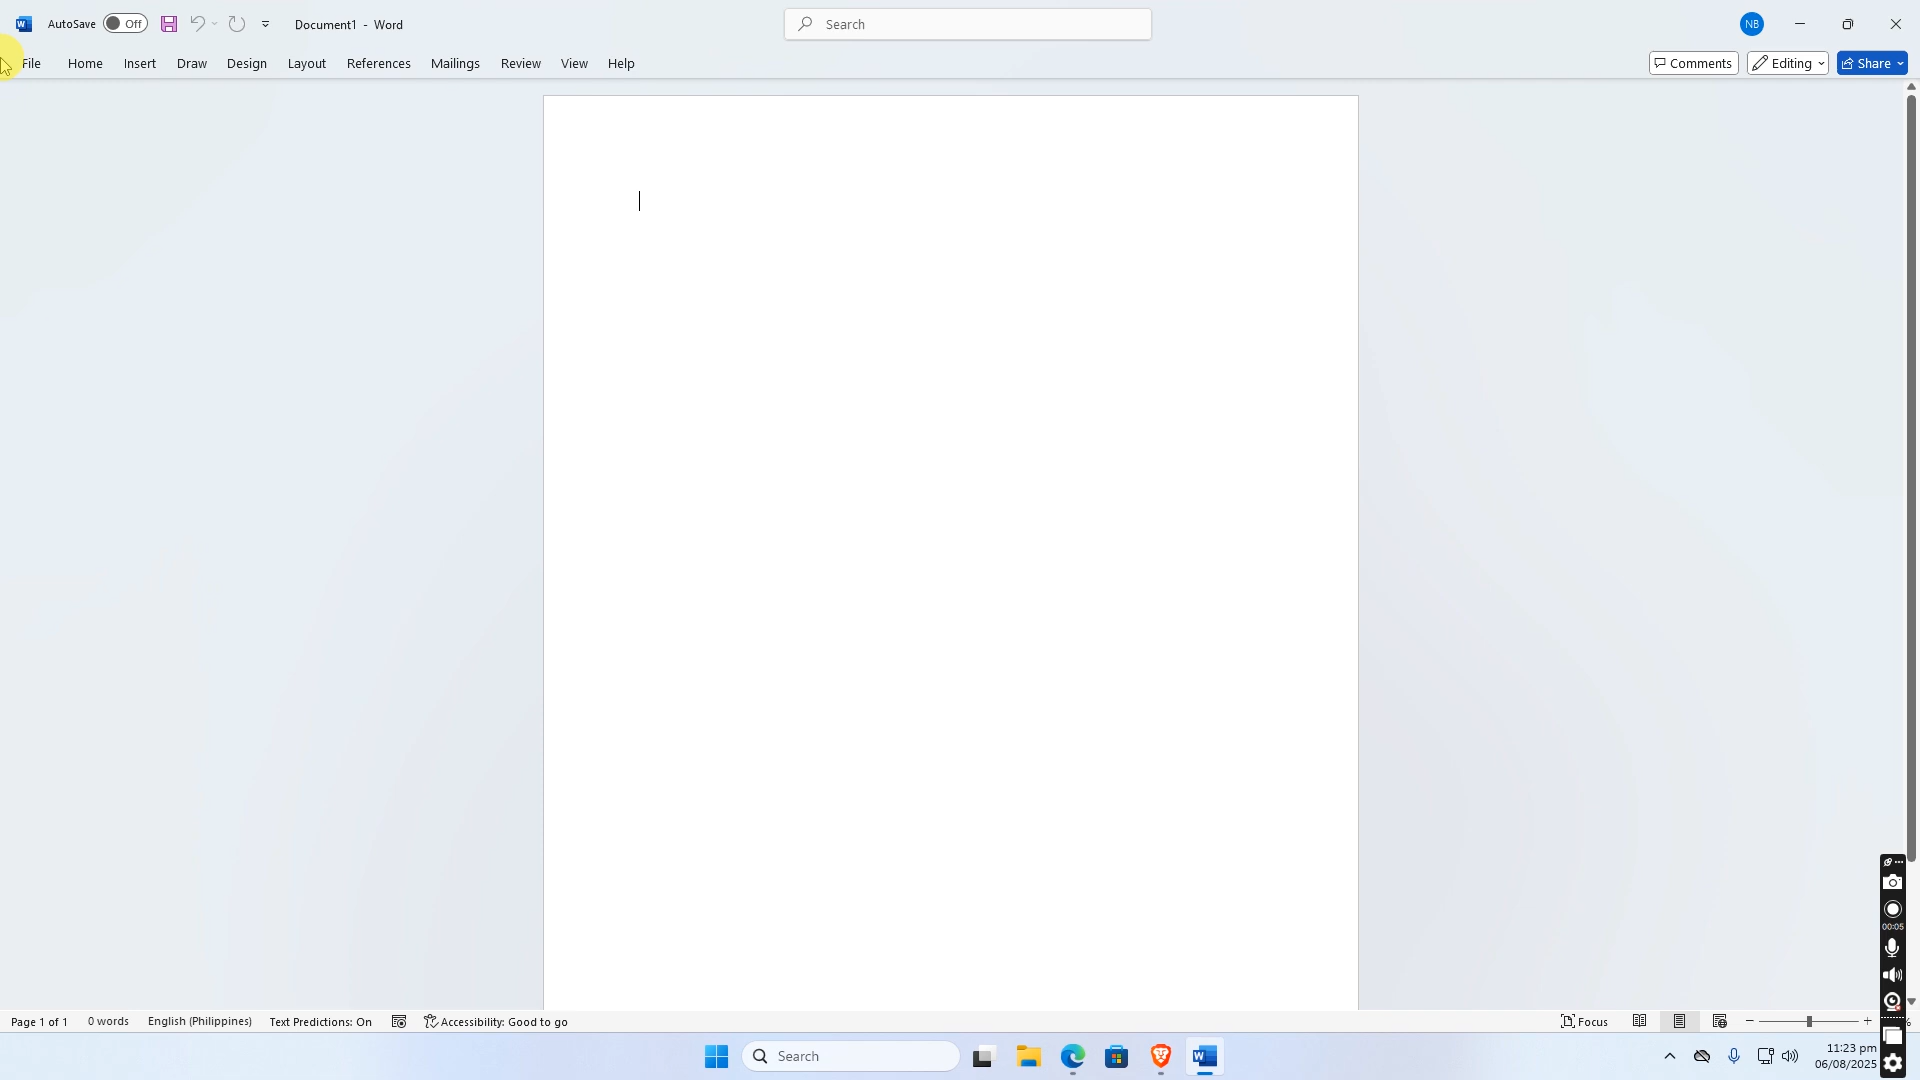 AutoSave Off Document1 - Word Search NB
File Home Insert Draw Design Layout References Mailings Review View Help Comments Editing Share
00:05
Page 1 of 1 0 words English (Philippines) Text Predictions: On Accessibility: Good to go Focus %
Search 11:23 pm
06/08/2025